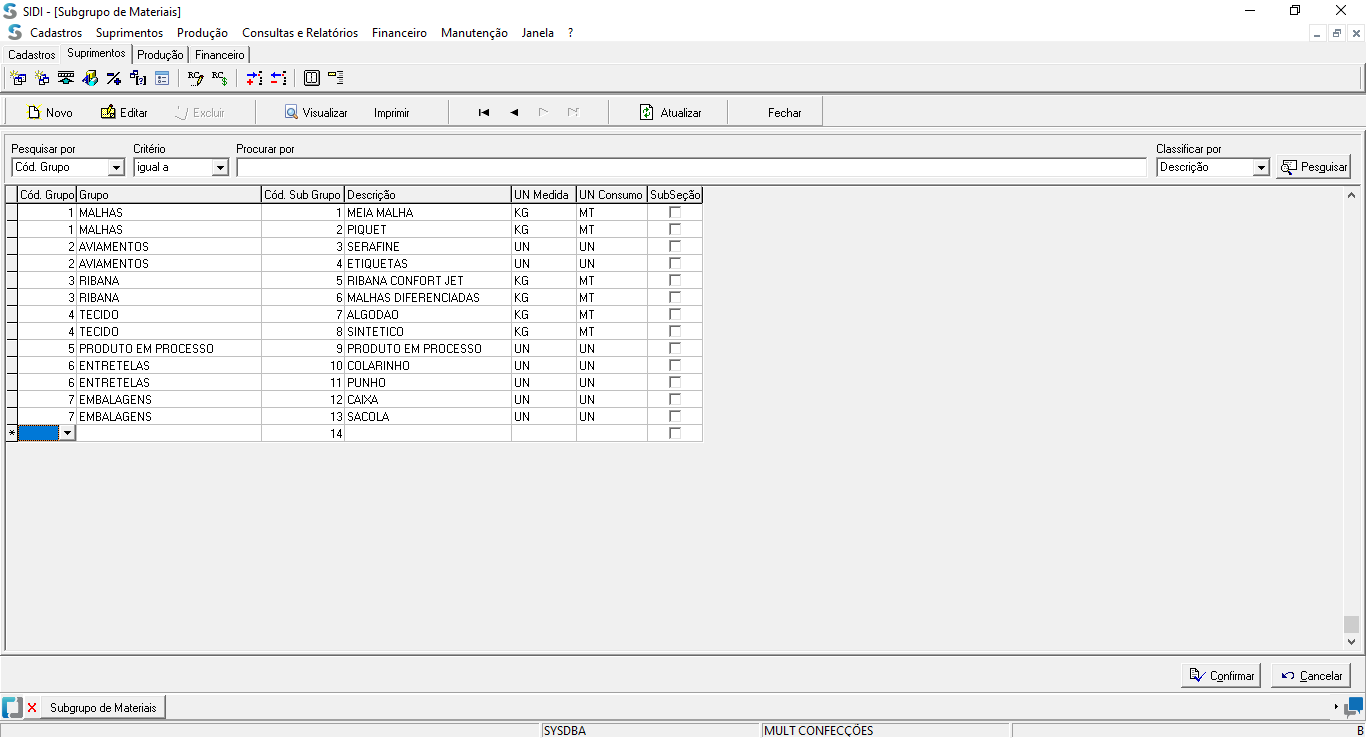 SIDI - [Subgrupo de Materiais]
Cadastros Suprimentos Produção Consultas e Relatórios Financeiro Manutenção Janela ?
Cadastros Suprimentos Produção Financeiro
Novo Editar Excluir Visualizar Imprimir Atualizar Fechar
Pesquisar por Critério Procurar por Classificar por
Cód. Grupo igual a Descrição Pesquisar
Cód. Grupo Grupo Cód. Sub Grupo Descrição UN Medida UN Consumo SubSeção
1 MALHAS 1 MEIA MALHA KG MT
1 MALHAS 2 PIQUET KG MT
2 AVIAMENTOS 3 SERAFINE UN UN
2 AVIAMENTOS 4 ETIQUETAS UN UN
3 RIBANA 5 RIBANA CONFORT JET KG MT
3 RIBANA 6 MALHAS DIFERENCIADAS KG MT
4 TECIDO 7 ALGODAO KG MT
4 TECIDO 8 SINTETICO KG MT
5 PRODUTO EM PROCESSO 9 PRODUTO EM PROCESSO UN UN
6 ENTRETELAS 10 COLARINHO UN UN
6 ENTRETELAS 11 PUNHO UN UN
7 EMBALAGENS 12 CAIXA UN UN
7 EMBALAGENS 13 SACOLA UN UN
* 14
Confirmar Cancelar
Subgrupo de Materiais
SYSDBA MULT CONFECÇÕES B